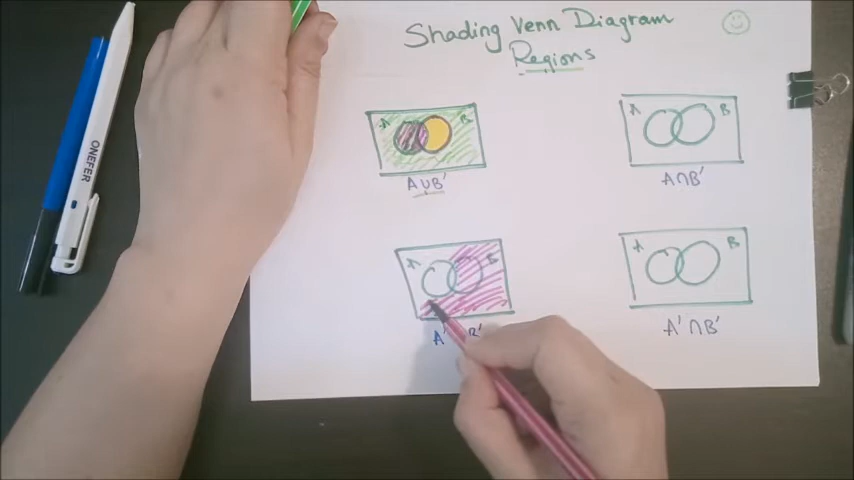 Shading Venn Diagram
Regions
ONEFER
A B
A∪B'
A B
A∩B'
A B
A' B'
A B
A'∩B'